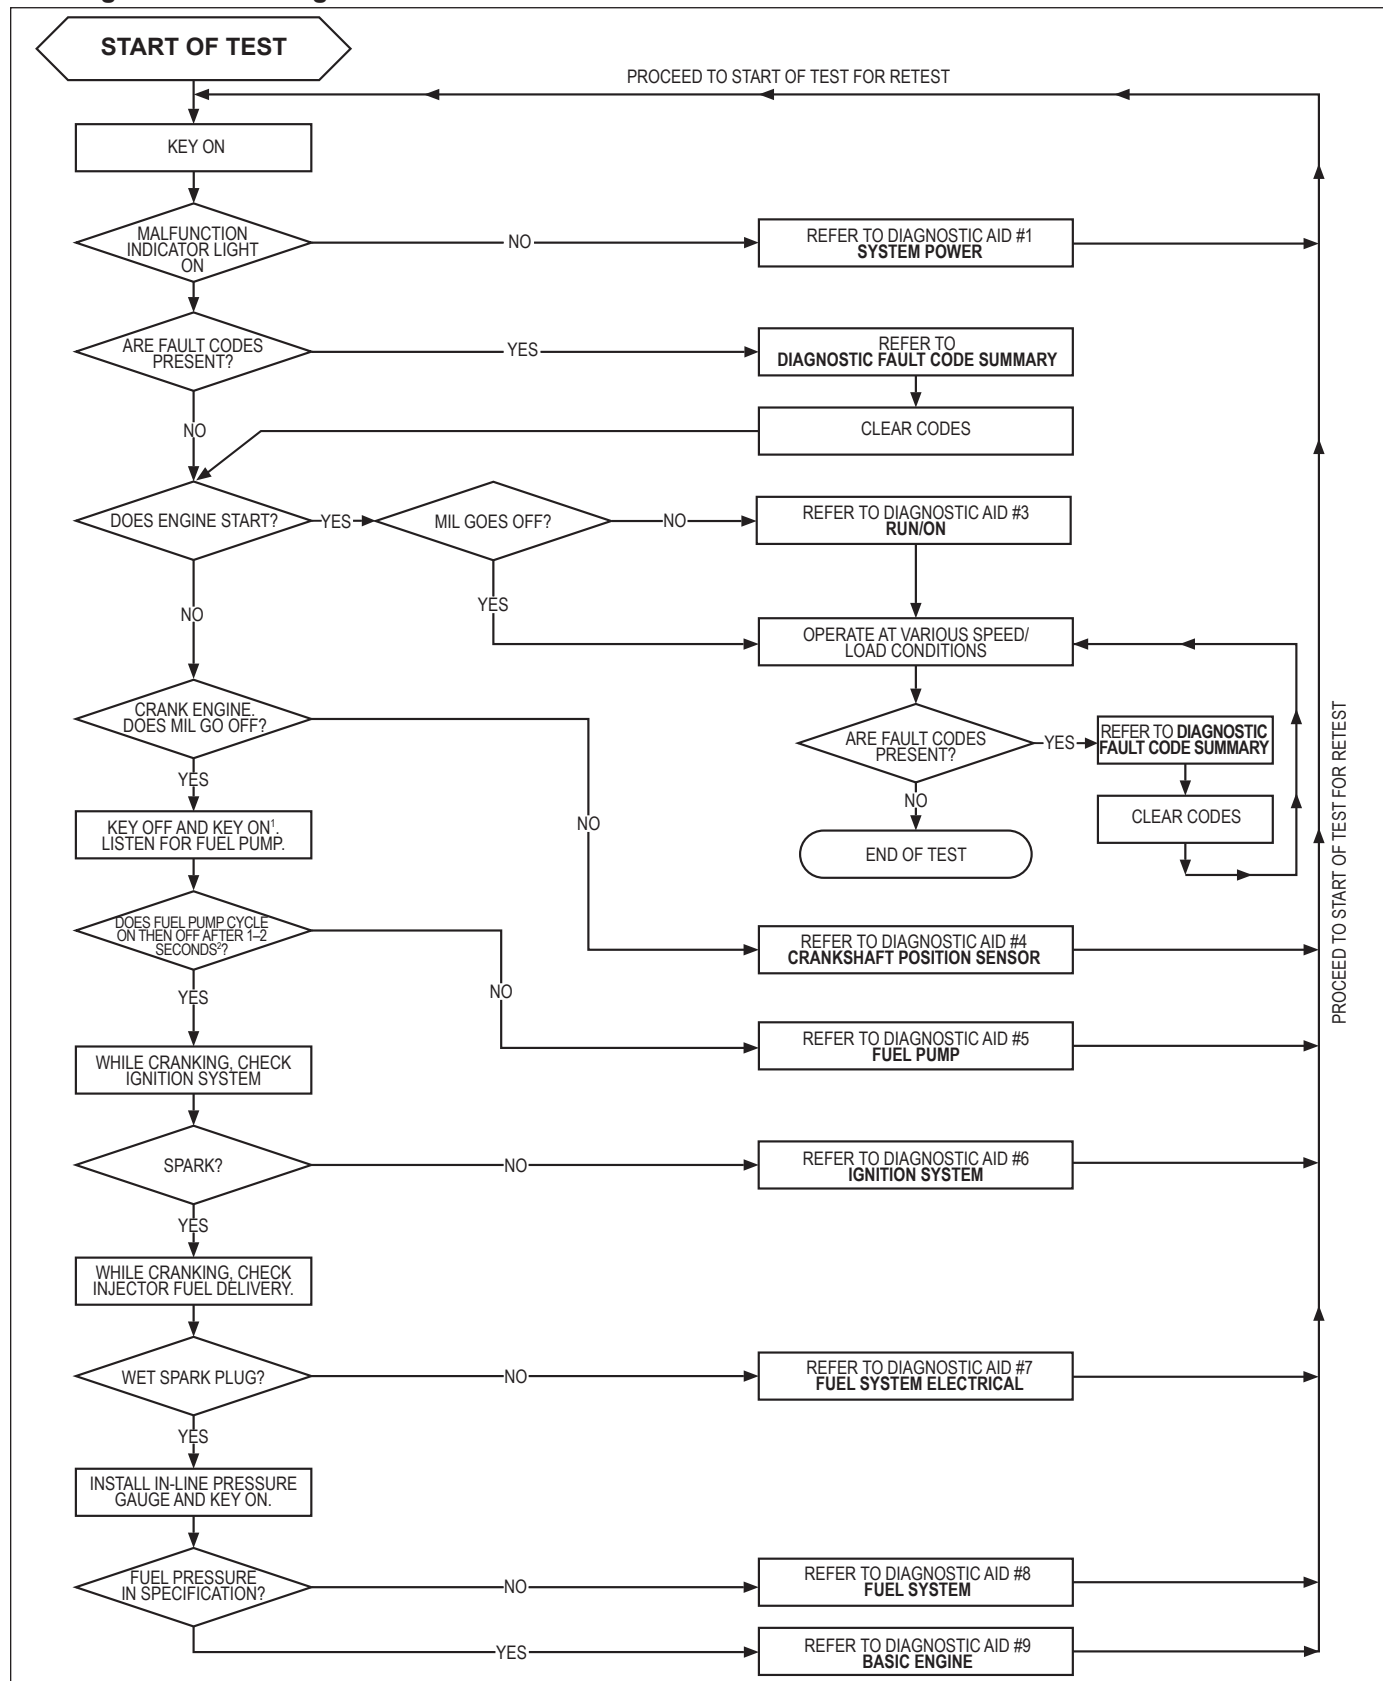 START OF TEST
PROCEED TO START OF TEST FOR RETEST
KEY ON
MALFUNCTION
INDICATOR LIGHT
ON
NO
REFER TO DIAGNOSTIC AID #1
SYSTEM POWER
ARE FAULT CODES
PRESENT?
YES
REFER TO
DIAGNOSTIC FAULT CODE SUMMARY
NO
CLEAR CODES
DOES ENGINE START?
YES
MIL GOES OFF?
NO
REFER TO DIAGNOSTIC AID #3
RUN/ON
NO
YES
OPERATE AT VARIOUS SPEED/
LOAD CONDITIONS
CRANK ENGINE.
DOES MIL GO OFF?
ARE FAULT CODES
PRESENT?
YES
REFER TO DIAGNOSTIC
FAULT CODE SUMMARY
YES
NO
NO
CLEAR CODES
KEY OFF AND KEY ON¹.
LISTEN FOR FUEL PUMP.
END OF TEST
PROCEED TO START OF TEST FOR RETEST
DOES FUEL PUMP CYCLE
ON THEN OFF AFTER 1–2
SECONDS²?
REFER TO DIAGNOSTIC AID #4
CRANKSHAFT POSITION SENSOR
YES
NO
REFER TO DIAGNOSTIC AID #5
FUEL PUMP
WHILE CRANKING, CHECK
IGNITION SYSTEM
SPARK?
NO
REFER TO DIAGNOSTIC AID #6
IGNITION SYSTEM
YES
WHILE CRANKING, CHECK
INJECTOR FUEL DELIVERY.
WET SPARK PLUG?
NO
REFER TO DIAGNOSTIC AID #7
FUEL SYSTEM ELECTRICAL
YES
INSTALL IN-LINE PRESSURE
GAUGE AND KEY ON.
FUEL PRESSURE
IN SPECIFICATION?
NO
REFER TO DIAGNOSTIC AID #8
FUEL SYSTEM
YES
REFER TO DIAGNOSTIC AID #9
BASIC ENGINE